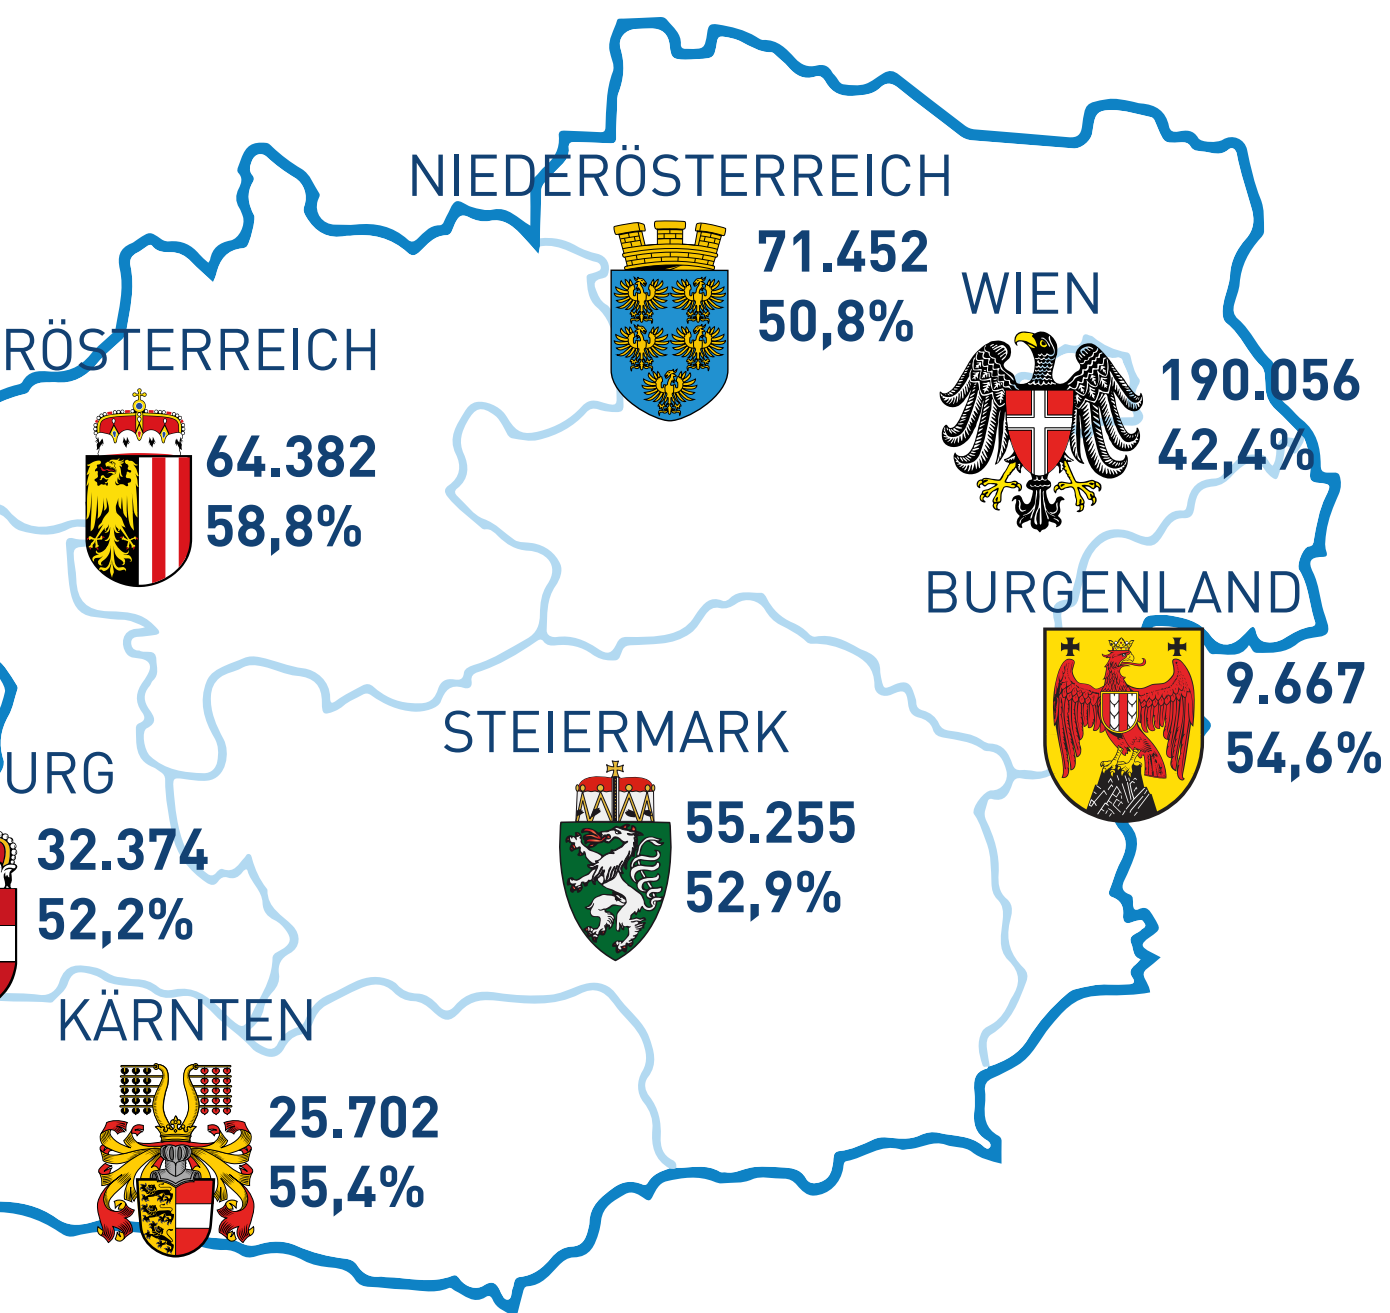 NIEDERÖSTERREICH
71.452
50,8%
WIEN
190.056
42,4%
RÖSTERREICH
64.382
58,8%
BURGENLAND
9.667
54,6%
STEIERMARK
55.255
52,9%
URG
32.374
52,2%
KÄRNTEN
25.702
55,4%